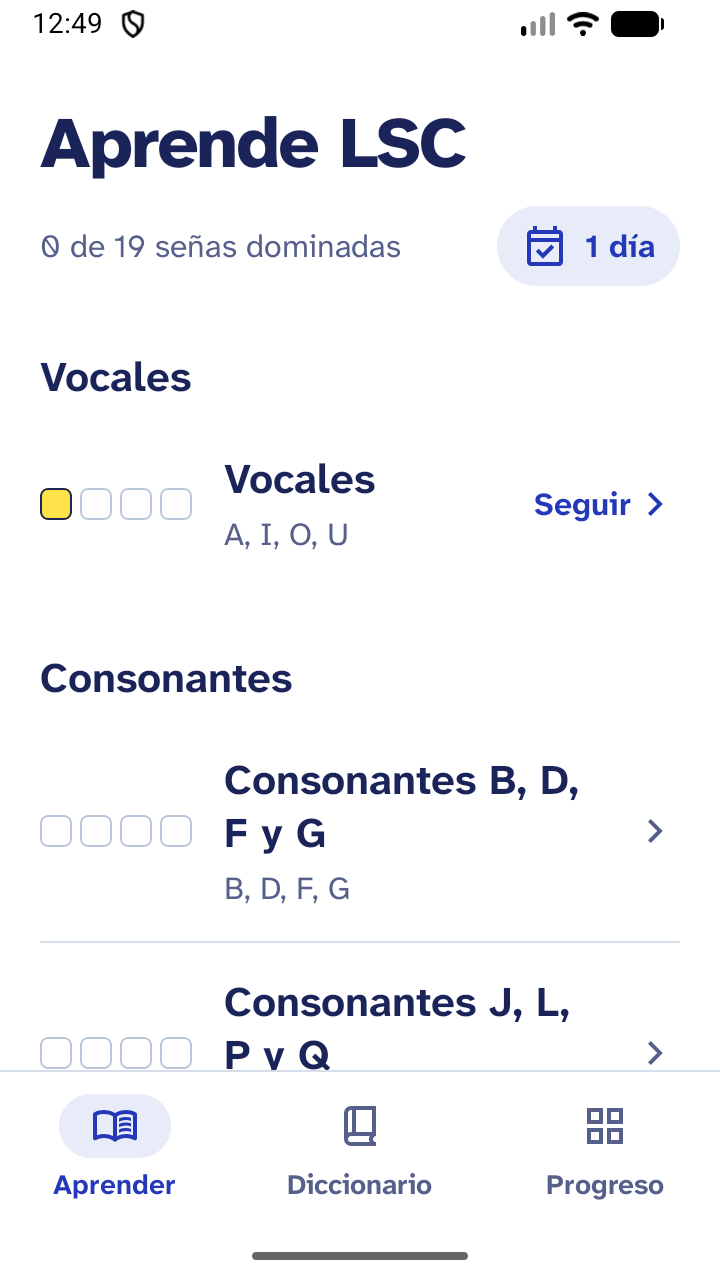 12:49
Aprende LSC
0 de 19 señas dominadas
1 día
Vocales
Vocales
A, I, O, U
Seguir
Consonantes
Consonantes B, D,
F y G
B, D, F, G
Consonantes J, L,
P y Q
Aprender
Diccionario
Progreso